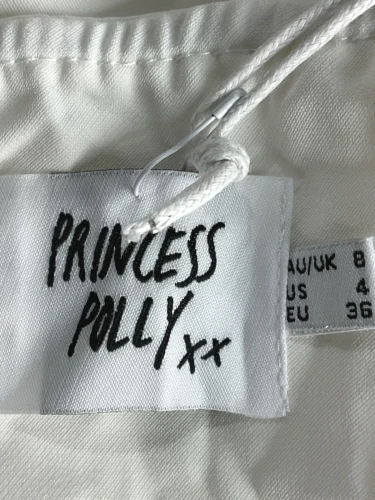 PRINCESS
POLLY xx
AU/UK 8
US 4
EU 36